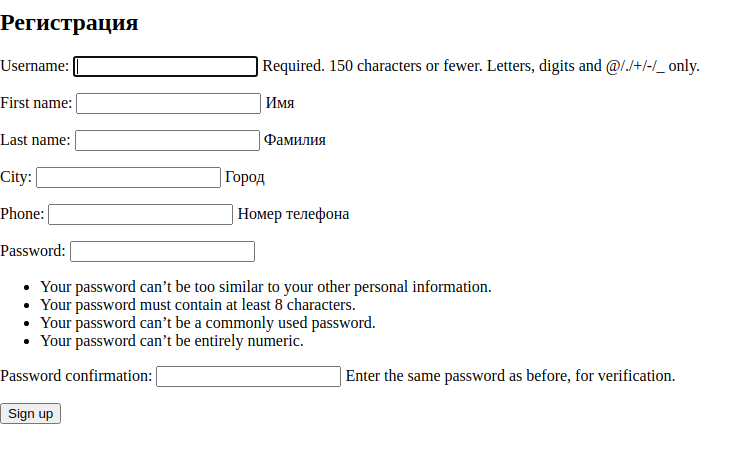 Регистрация
Username: Required. 150 characters or fewer. Letters, digits and @/./+/-/_ only.
First name: Имя
Last name: Фамилия
City: Город
Phone: Номер телефона
Password:
Your password can’t be too similar to your other personal information.
Your password must contain at least 8 characters.
Your password can’t be a commonly used password.
Your password can’t be entirely numeric.
Password confirmation: Enter the same password as before, for verification.
Sign up